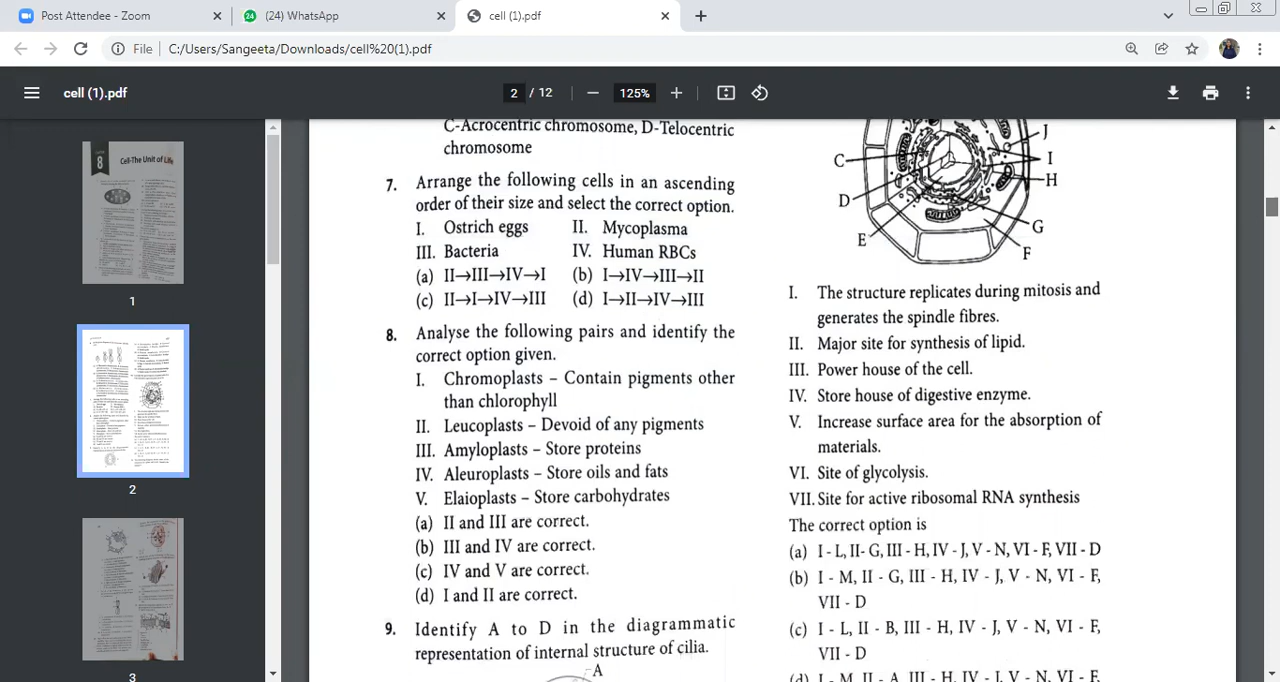 Post Attendee - Zoom
(24) WhatsApp
cell (1).pdf
File C:/Users/Sangeeta/Downloads/cell%20(1).pdf
cell (1).pdf
2 / 12
125%
8 Cell-The Unit of Life
1
2
3
C-Acrocentric chromosome, D-Telocentric
chromosome
7. Arrange the following cells in an ascending
order of their size and select the correct option.
I. Ostrich eggs II. Mycoplasma
III. Bacteria IV. Human RBCs
(a) II→III→IV→I (b) I→IV→III→II
(c) II→I→IV→III (d) I→II→IV→III
8. Analyse the following pairs and identify the
correct option given.
I. Chromoplasts – Contain pigments other
than chlorophyll
II. Leucoplasts – Devoid of any pigments
III. Amyloplasts – Store proteins
IV. Aleuroplasts – Store oils and fats
V. Elaioplasts – Store carbohydrates
(a) II and III are correct.
(b) III and IV are correct.
(c) IV and V are correct.
(d) I and II are correct.
9 Identify A to in the diagrammatic
representation of internal structure of cilia.
A
C
D
E
J
I
H
G
F
I. The structure replicates during mitosis and
generates the spindle fibres.
II. Major site for synthesis of lipid.
III. Power house of the cell.
IV. Store house of digestive enzyme.
V. Increase surface area for the absorption of
materials.
VI. Site of glycolysis.
VII. Site for active ribosomal RNA synthesis
The correct option is
(a) I - L, II- G, III - H, IV - J, V - N, VI - F, VII - D
(b) I - M, II - G, III - H, IV - J, V - N, VI - F,
VII - D
(c) I - L, II - B, III - H, IV - J, V - N, VI - F,
VII - D
(d) I - M, II - A, III - H, IV - J, V - N, VI - F,